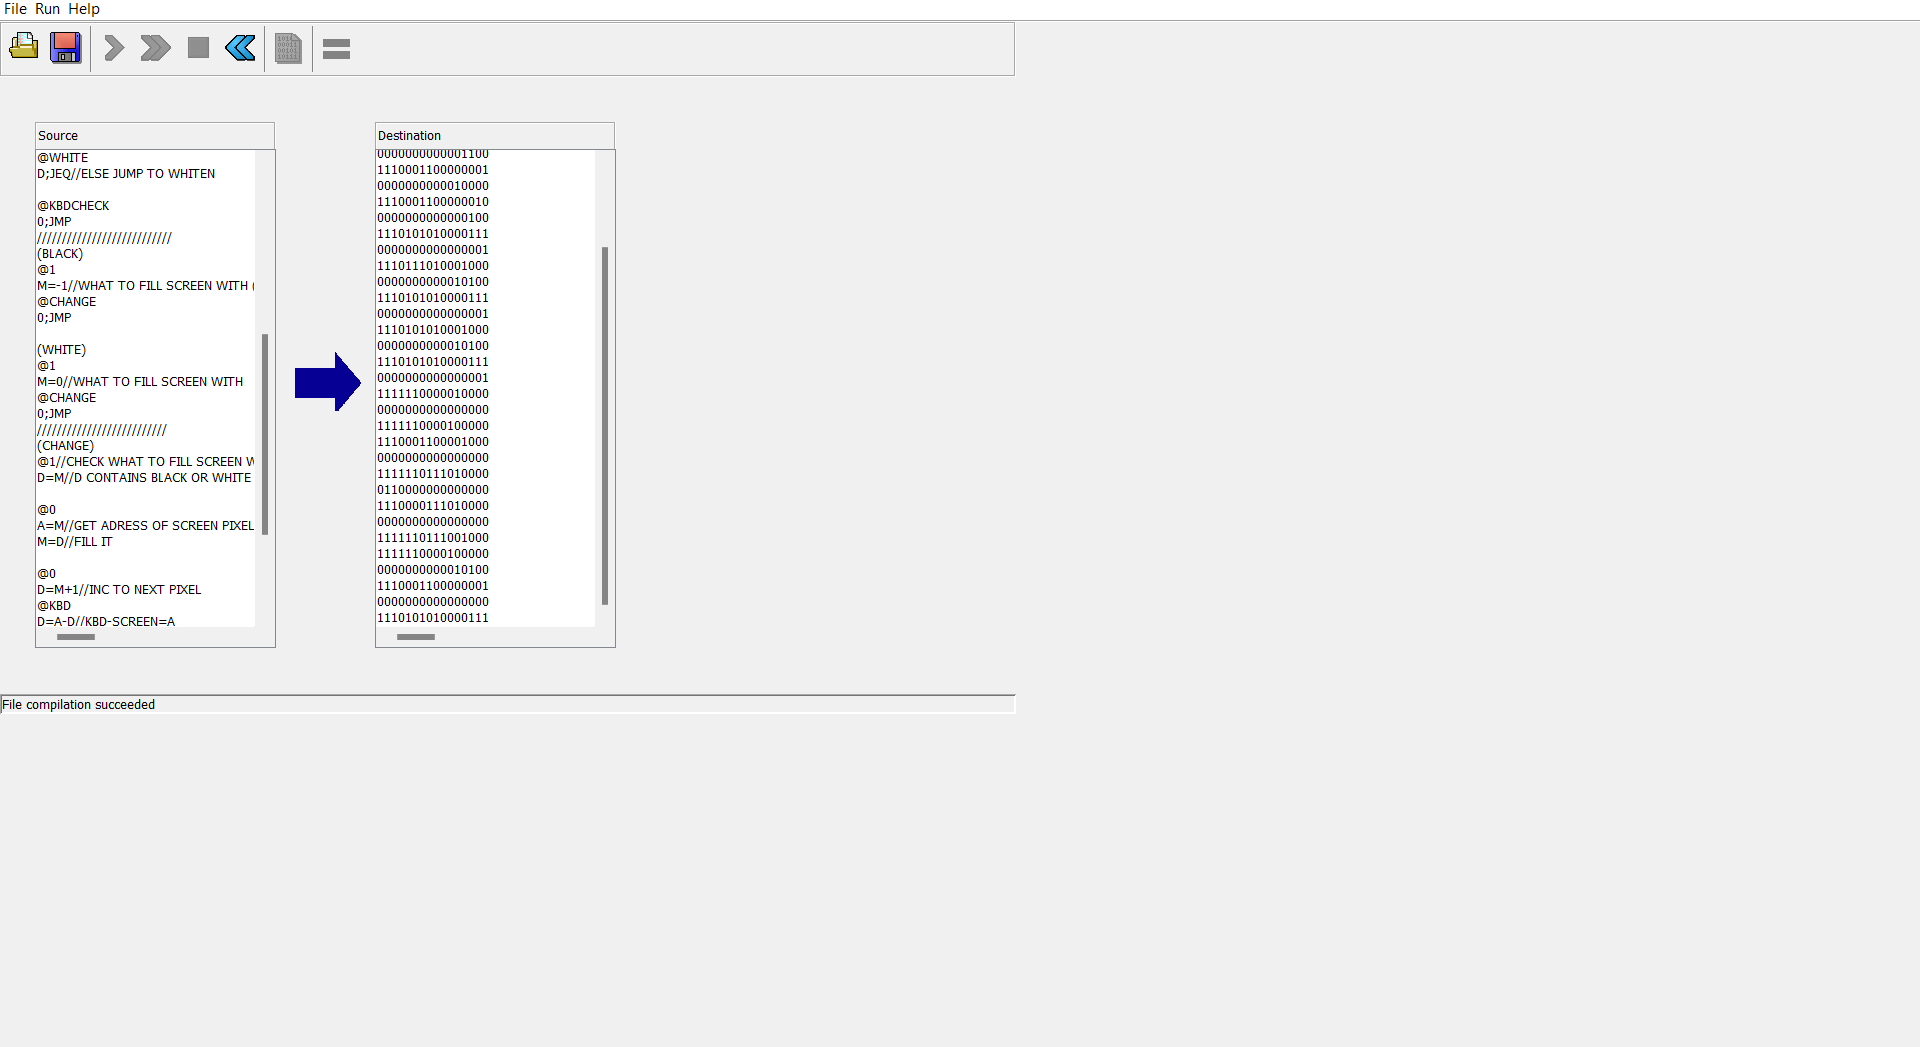 File Run Help
Source
@WHITE
D;JEQ//ELSE JUMP TO WHITEN
@KBDCHECK
0;JMP
///////////////////////////
(BLACK)
@1
M=-1//WHAT TO FILL SCREEN WITH (
@CHANGE
0;JMP
(WHITE)
@1
M=0//WHAT TO FILL SCREEN WITH
@CHANGE
0;JMP
//////////////////////////
(CHANGE)
@1//CHECK WHAT TO FILL SCREEN W
D=M//D CONTAINS BLACK OR WHITE
@0
A=M//GET ADRESS OF SCREEN PIXEL
M=D//FILL IT
@0
D=M+1//INC TO NEXT PIXEL
@KBD
D=A-D//KBD-SCREEN=A
Destination
0000000000001100
1110001100000001
0000000000010000
1110001100000010
0000000000000100
1110101010000111
0000000000000001
1110111010001000
0000000000010100
1110101010000111
0000000000000001
1110101010001000
0000000000010100
1110101010000111
0000000000000001
1111110000010000
0000000000000000
1111110000100000
1110001100001000
0000000000000000
1111110111010000
0110000000000000
1110000111010000
0000000000000000
1111110111001000
1111110000100000
0000000000010100
1110001100000001
0000000000000000
1110101010000111
File compilation succeeded